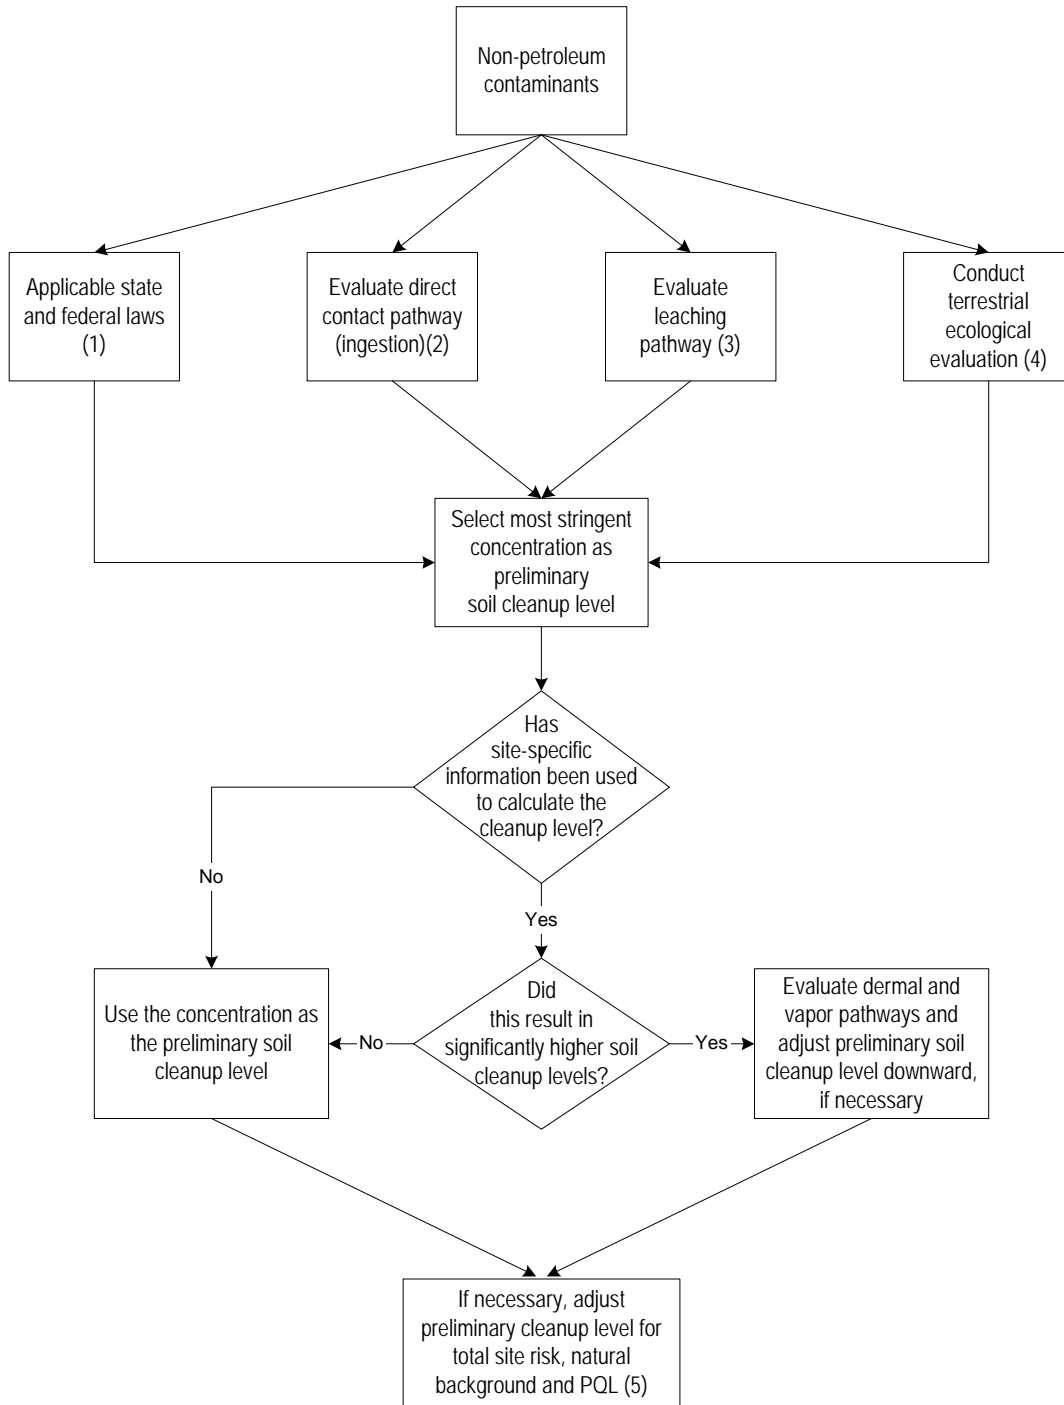 Non-petroleum
contaminants
Applicable state
and federal laws
(1)
Evaluate direct
contact pathway
(ingestion)(2)
Evaluate
leaching
pathway (3)
Conduct
terrestrial
ecological
evaluation (4)
Select most stringent
concentration as
preliminary
soil cleanup level
Has
site-specific
information been used
to calculate the
cleanup level?
No
Yes
Use the concentration as
the preliminary soil
cleanup level
No
Did
this result in
significantly higher soil
cleanup levels?
Yes
Evaluate dermal and
vapor pathways and
adjust preliminary soil
cleanup level downward,
if necessary
If necessary, adjust
preliminary cleanup level for
total site risk, natural
background and PQL (5)